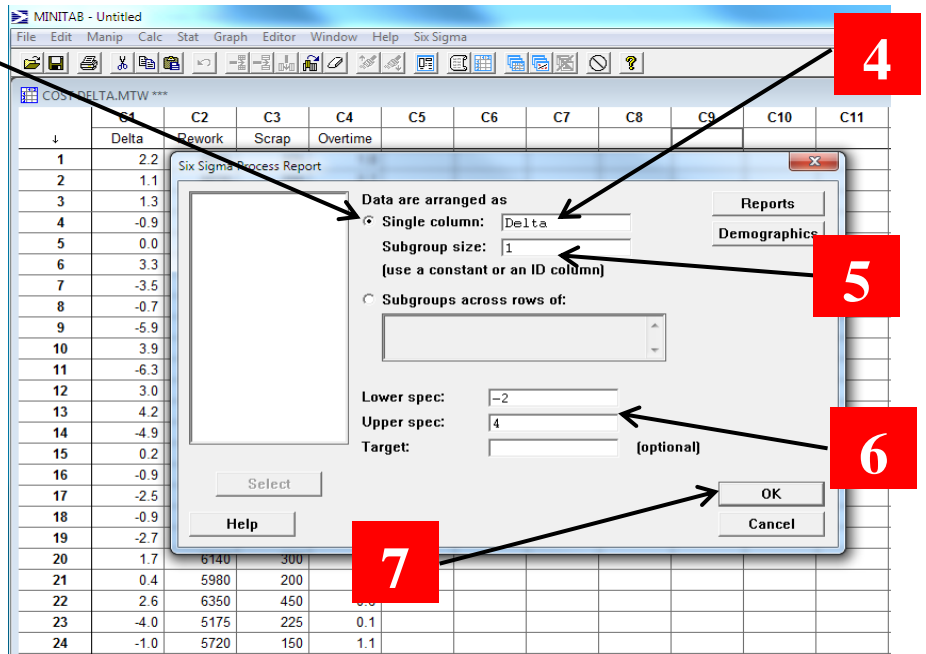 MINITAB - Untitled
File Edit Manip Calc Stat Graph Editor Window Help Six Sigma
4
COST DELTA.MTW ***
C1 C2 C3 C4 C5 C6 C7 C8 C9 C10 C11
↓ Delta Rework Scrap Overtime
1 2.2
2 1.1
3 1.3
4 -0.9
5 0.0
6 3.3
7 -3.5
8 -0.7
9 -5.9
10 3.9
11 -6.3
12 3.0
13 4.2
14 -4.9
15 0.2
16 -0.9
17 -2.5
18 -0.9
19 -2.7
20 1.7 6140 300
21 0.4 5980 200
22 2.6 6350 450
23 -4.0 5175 225 0.1
24 -1.0 5720 150 1.1
Six Sigma Process Report
Data are arranged as
Single column: Delta
Subgroup size: 1
(use a constant or an ID column)
Subgroups across rows of:
Lower spec: -2
Upper spec: 4
Target: (optional)
Reports
Demographics
5
6
Select
OK
Help
Cancel
7